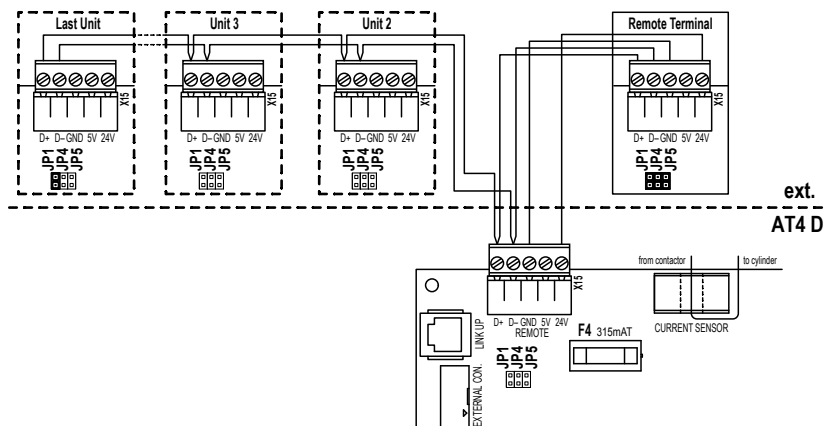 Last Unit
Unit 3
Unit 2
Remote Terminal
X15
X15
X15
X15
D+ D– GND 5V 24V
D+ D– GND 5V 24V
D+ D– GND 5V 24V
D+ D– GND 5V 24V
JP1
JP4
JP5
JP1
JP4
JP5
JP1
JP4
JP5
JP1
JP4
JP5
ext.
AT4 D
from contactor
to cylinder
X15
D+ D– GND 5V 24V
REMOTE
LINK UP
F4 315mAT
CURRENT SENSOR
JP1
JP4
JP5
EXTERNAL CON.